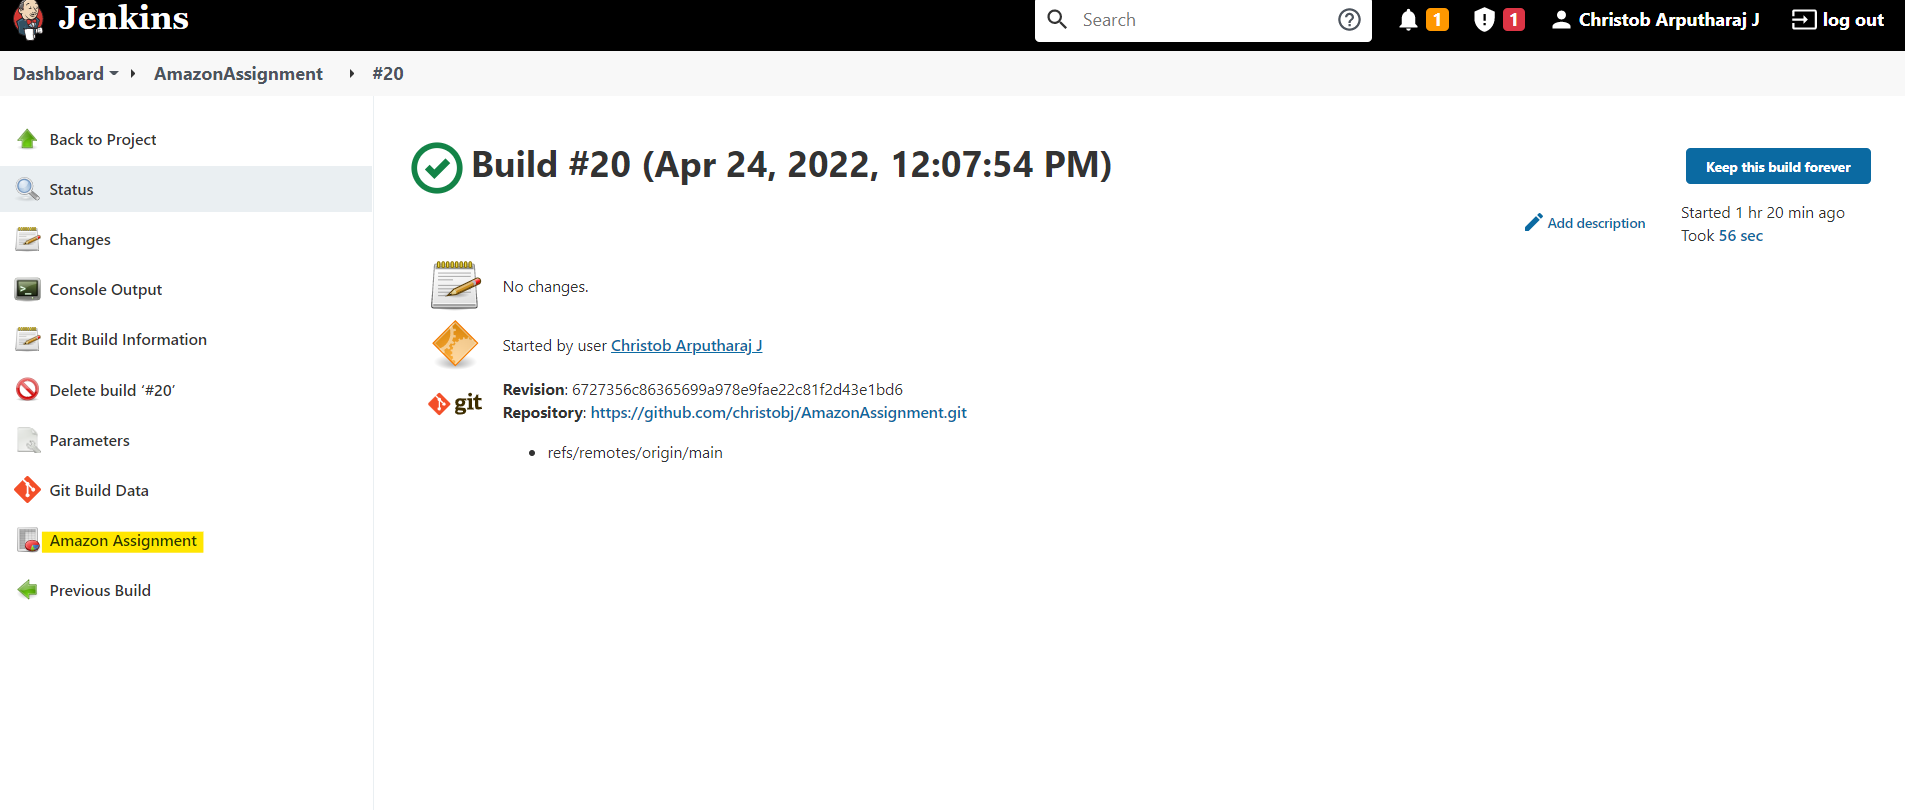 Jenkins
Search
1
1
Christob Arputharaj J
log out
Dashboard
AmazonAssignment
#20
Back to Project
Status
Changes
Console Output
Edit Build Information
Delete build ‘#20’
Parameters
Git Build Data
Amazon Assignment
Previous Build
Build #20 (Apr 24, 2022, 12:07:54 PM)
Keep this build forever
Add description
Started 1 hr 20 min ago
Took 56 sec
No changes.
Started by user Christob Arputharaj J
git
Revision: 6727356c86365699a978e9fae22c81f2d43e1bd6
Repository: https://github.com/christobj/AmazonAssignment.git
• refs/remotes/origin/main